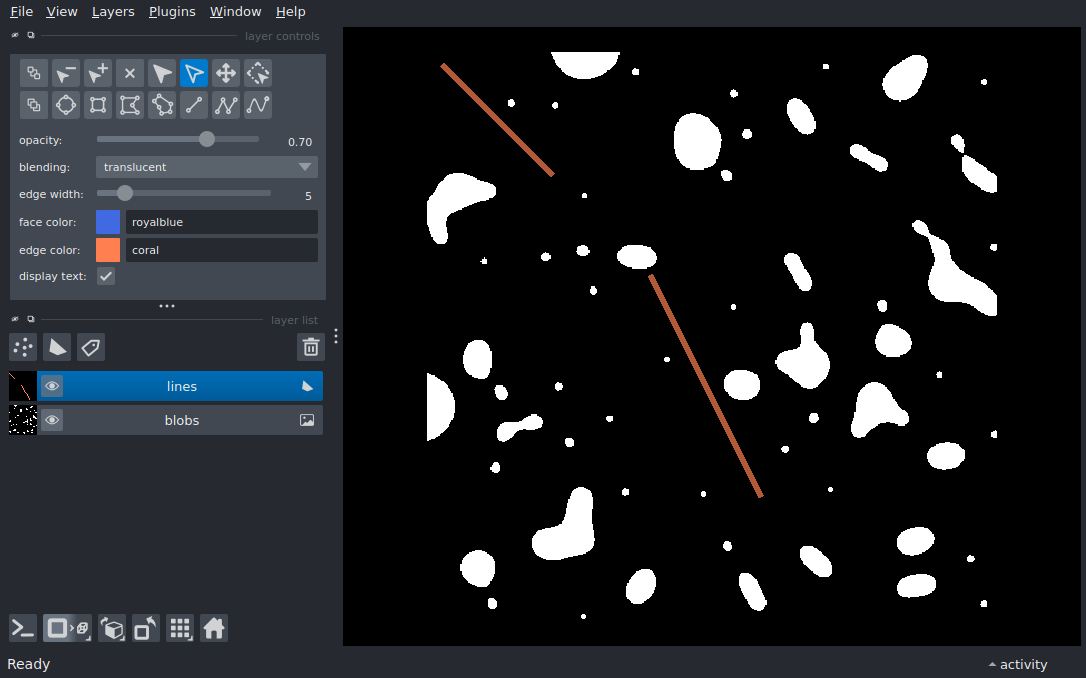 File View Layers Plugins Window Help
layer controls
opacity: 0.70
blending: translucent
edge width: 5
face color: royalblue
edge color: coral
display text:
layer list
lines
blobs
Ready
activity